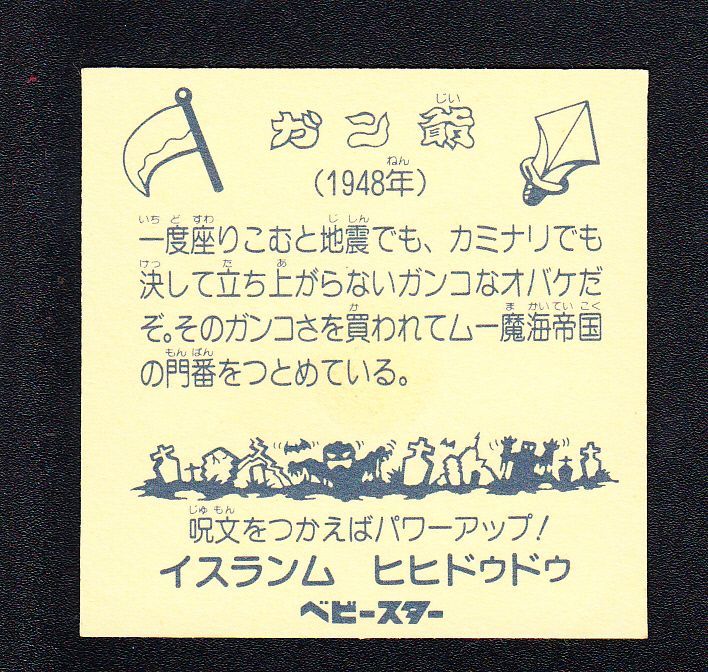 ガン爺
(1948年)
一度座りこむと地震でも、カミナリでも
決して立ち上がらないガンコなオバケだ
ぞ。そのガンコさを買われてムー魔海帝国
の門番をつとめている。
呪文をつかえばパワーアップ!
イスランム ヒヒドゥドゥ
ベビースター